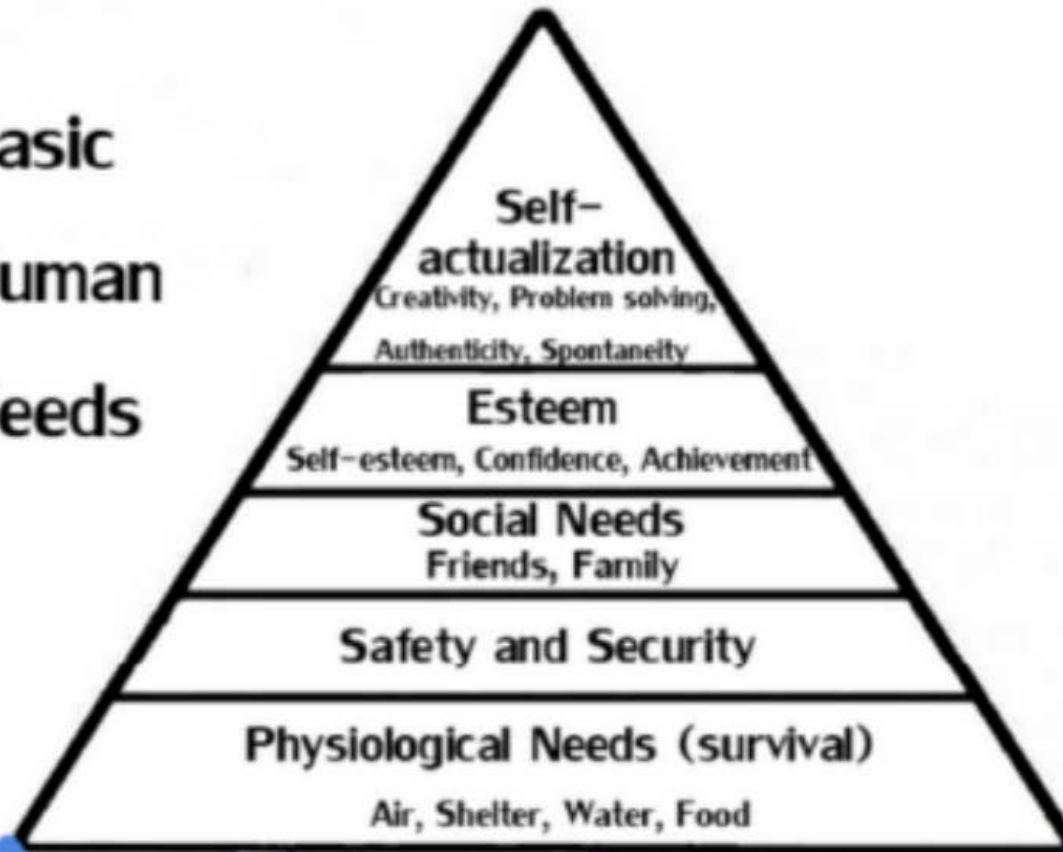 asic
uman
eeds
Self-
actualization
Creativity, Problem solving,
Authenticity, Spontaneity
Esteem
Self-esteem, Confidence, Achievement
Social Needs
Friends, Family
Safety and Security
Physiological Needs (survival)
Air, Shelter, Water, Food